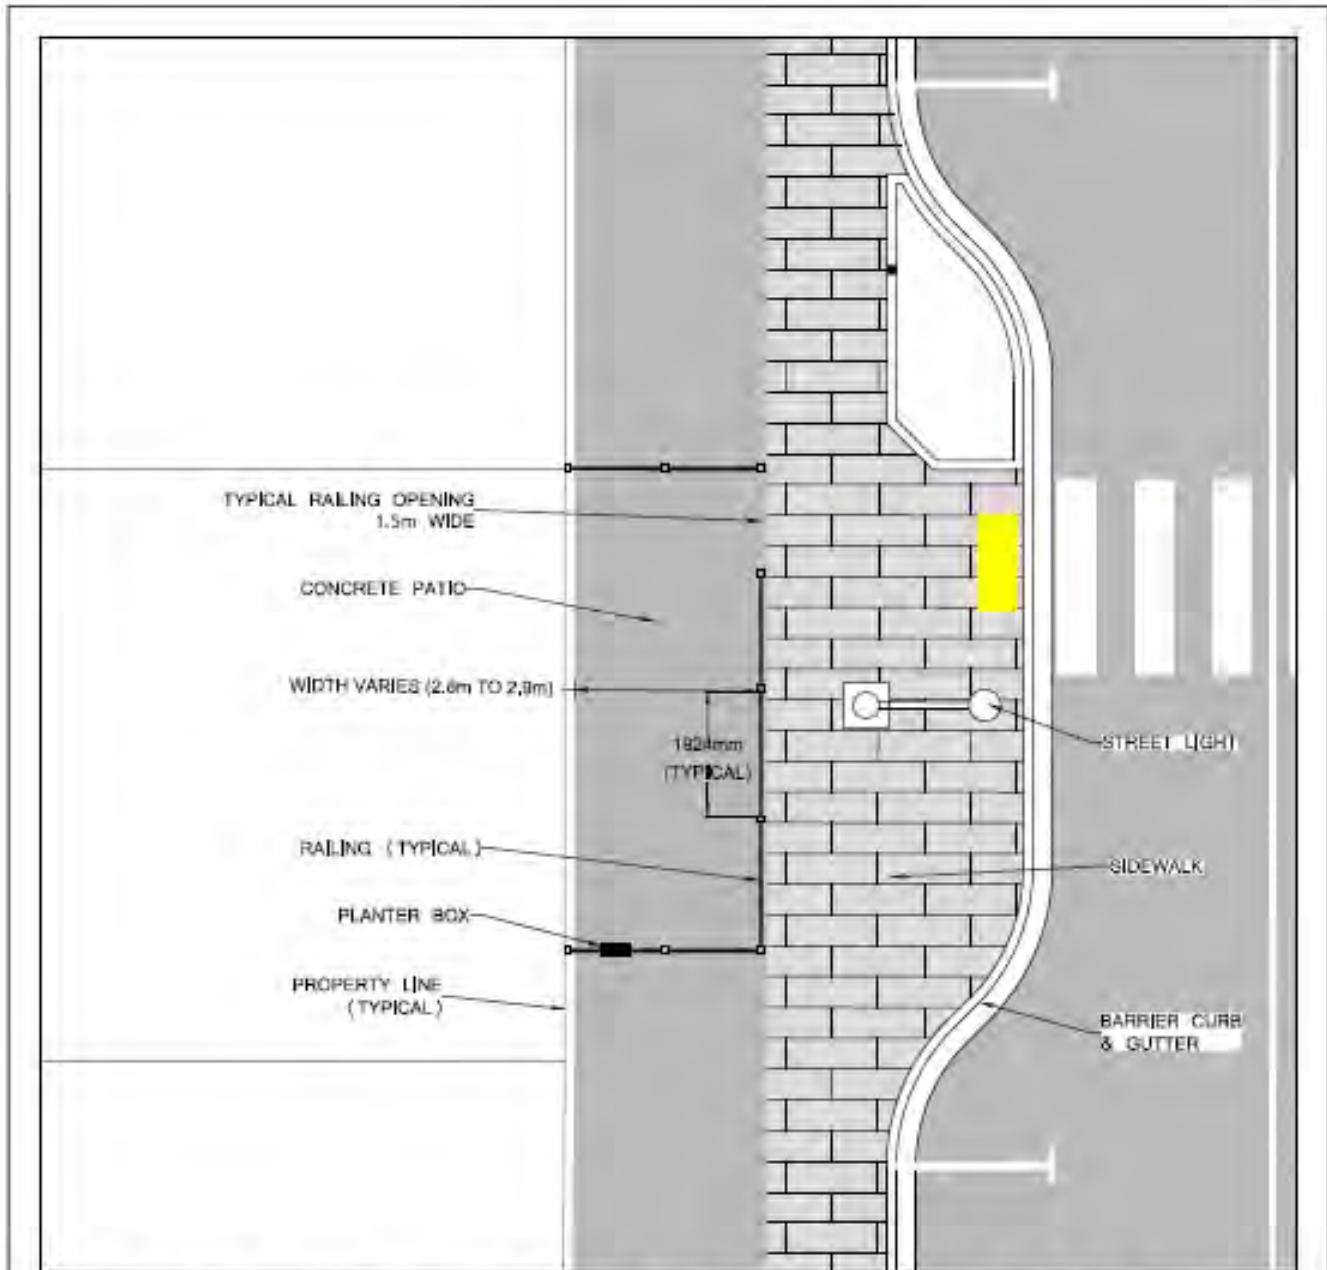 TYPICAL RAILING OPENING
1.5m WIDE
CONCRETE PATIO
WIDTH VARIES (2.6m TO 2.9m)
1824mm
(TYPICAL)
STREET LIGHT
RAILING (TYPICAL)
SIDEWALK
PLANTER BOX
PROPERTY LINE
(TYPICAL)
BARRIER CURB
& GUTTER